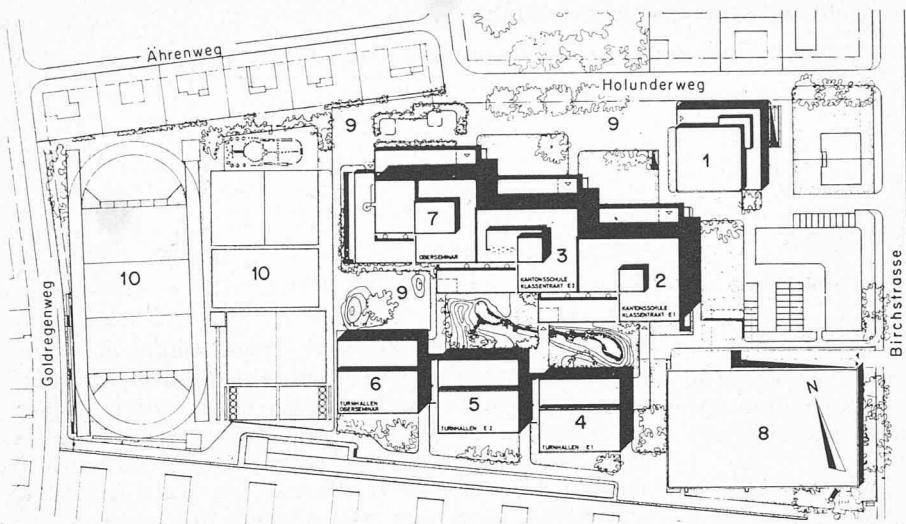 Ährenweg
Holunderweg
9
9
1
7
OBERSEMINAR
3
KANTONSSCHULE
KLASSENTRAKT E2
2
KANTONSSCHULE
KLASSENTRAKT E1
10
10
9
Goldregenweg
Birchstrasse
6
TURNHALLEN
OBERSEMINAR
5
TURNHALLEN E2
4
TURNHALLEN E1
8
N